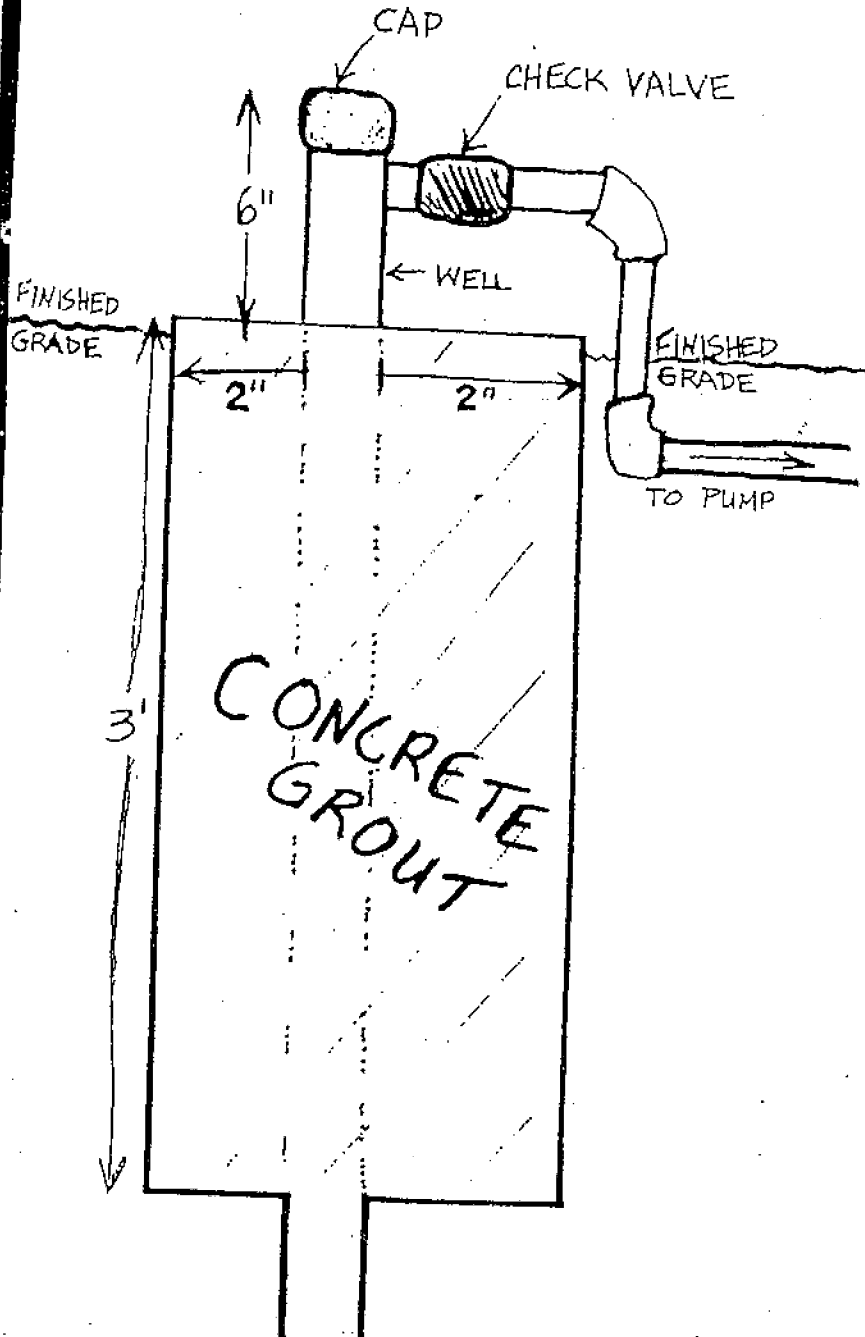 CAP
CHECK VALVE
6"
WELL
FINISHED
GRADE
FINISHED
GRADE
2"
2"
TO PUMP
3'
CONCRETE
GROUT